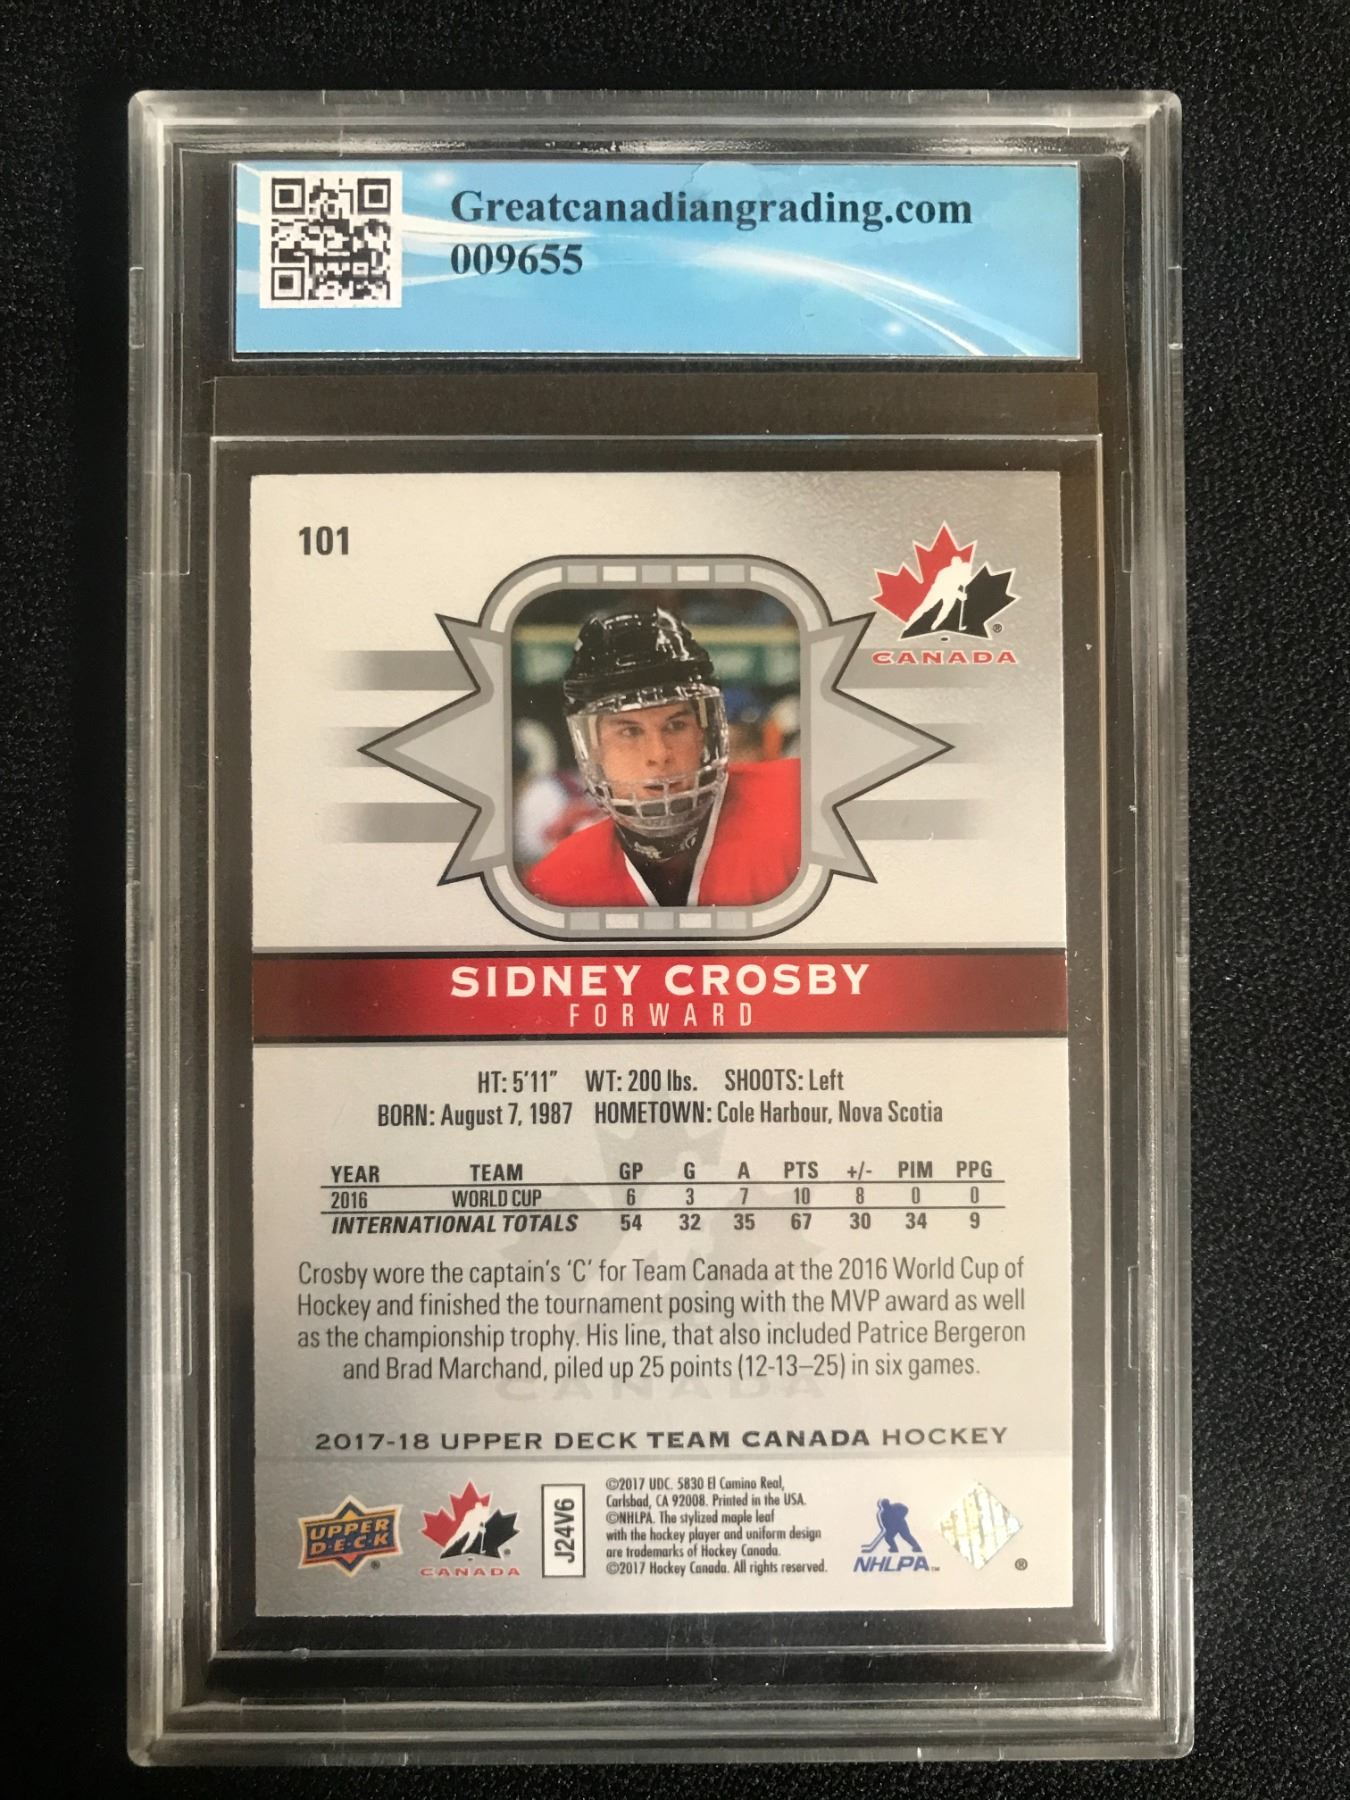 Greatcanadiangrading.com
009655
101
CANADA
SIDNEY CROSBY
FORWARD
HT: 5'11" WT: 200 lbs. SHOOTS: Left
BORN: August 7, 1987 HOMETOWN: Cole Harbour, Nova Scotia
YEAR TEAM GP G A PTS +/- PIM PPG
2016 WORLD CUP 6 3 7 10 8 0 0
INTERNATIONAL TOTALS 54 32 35 67 30 34 9
Crosby wore the captain's 'C' for Team Canada at the 2016 World Cup of
Hockey and finished the tournament posing with the MVP award as well
as the championship trophy. His line, that also included Patrice Bergeron
and Brad Marchand, piled up 25 points (12-13–25) in six games.
CANADA
2017-18 UPPER DECK TEAM CANADA HOCKEY
UPPER
D·E·C·K
®
CANADA
J24V6
©2017 UDC. 5830 El Camino Real,
Carlsbad, CA 92008. Printed in the USA.
©NHLPA. The stylized maple leaf
with the hockey player and uniform design
are trademarks of Hockey Canada.
©2017 Hockey Canada. All rights reserved.
NHLPA™
®